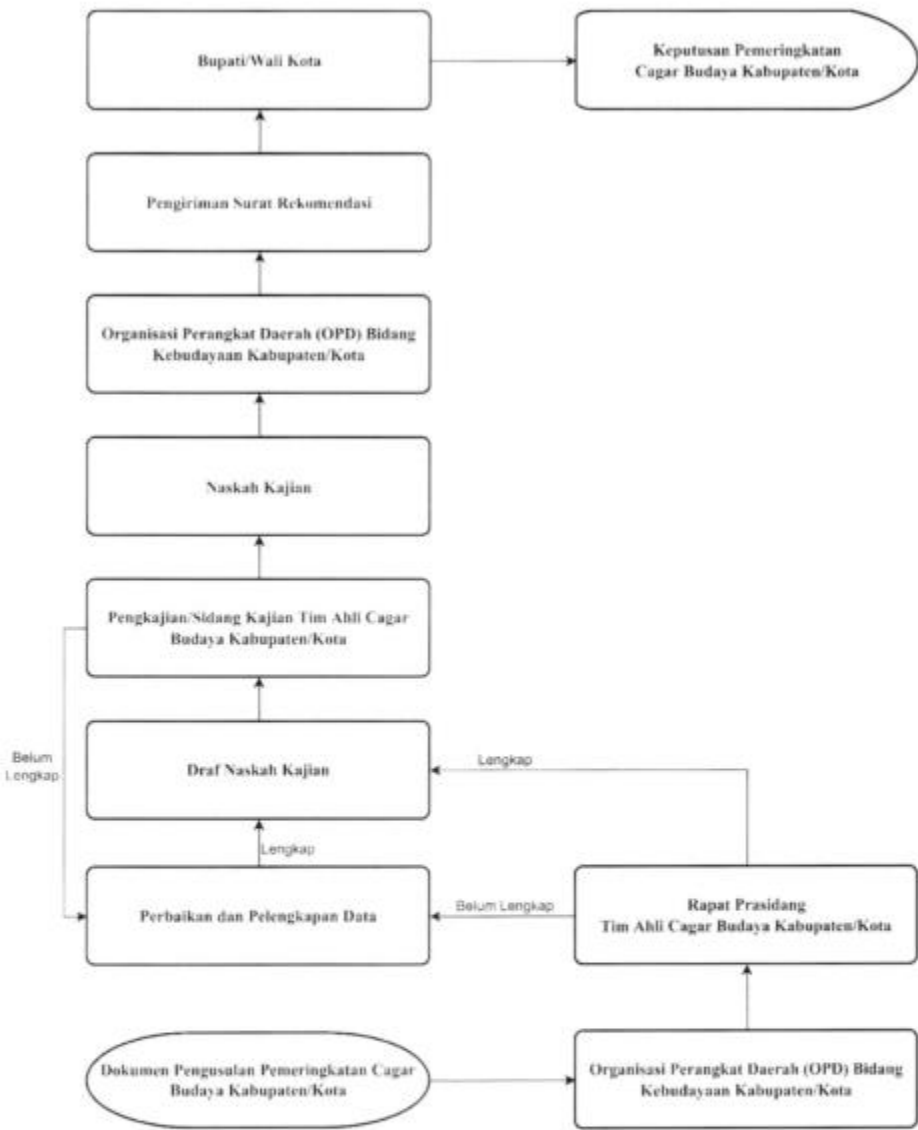 Bupati/Wali Kota
Keputusan Pemeringkatan
Cagar Budaya Kabupaten/Kota
Pengiriman Surat Rekomendasi
Organisasi Perangkat Daerah (OPD) Bidang
Kebudayaan Kabupaten/Kota
Naskah Kajian
Pengkajian/Sidang Kajian Tim Ahli Cagar
Budaya Kabupaten/Kota
Belum
Lengkap
Draf Naskah Kajian
Lengkap
Lengkap
Perbaikan dan Pelengkapan Data
Belum Lengkap
Rapat Prasidang
Tim Ahli Cagar Budaya Kabupaten/Kota
Dokumen Pengusulan Pemeringkatan Cagar
Budaya Kabupaten/Kota
Organisasi Perangkat Daerah (OPD) Bidang
Kebudayaan Kabupaten/Kota